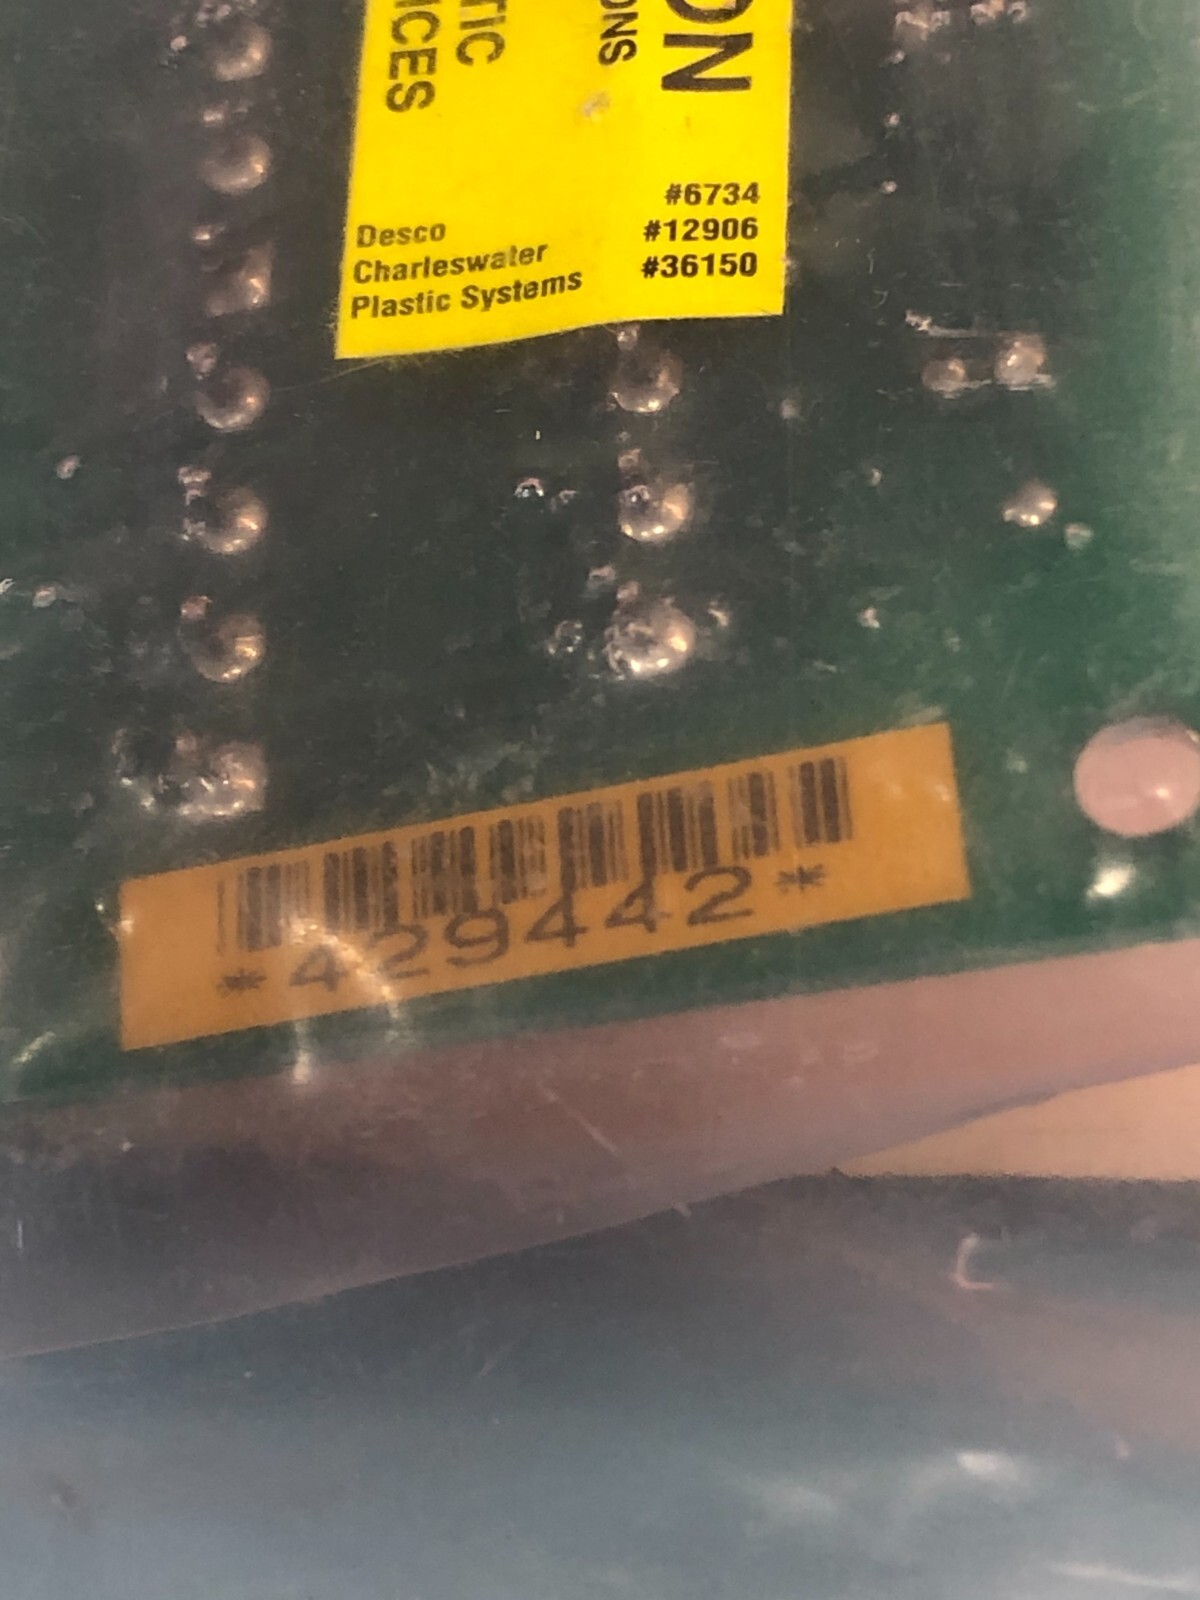 ON
ONS
TIC
ICES
#6734
#12906
#36150
Desco
Charleswater
Plastic Systems
*429442*